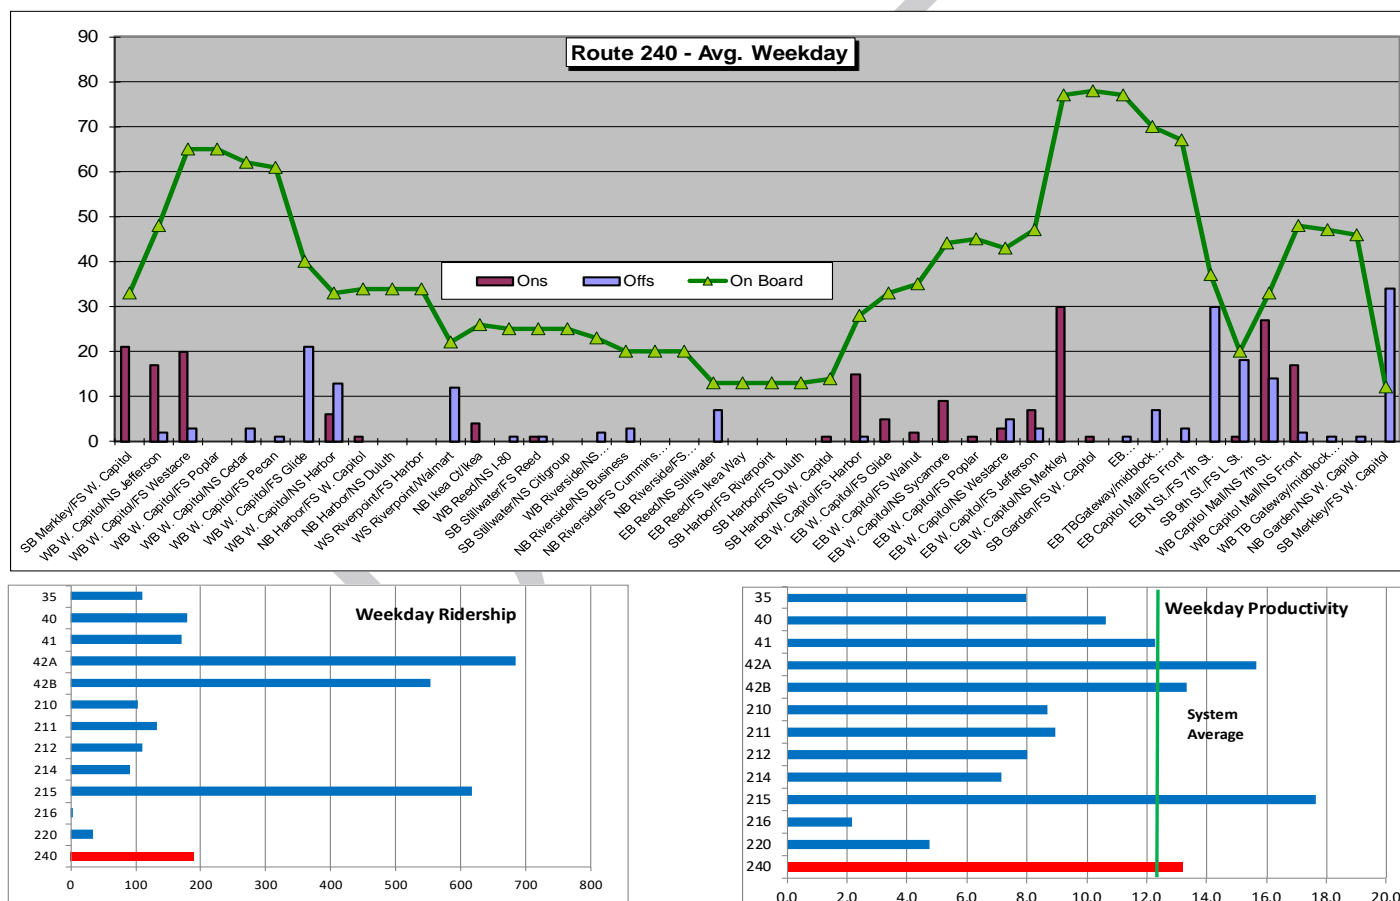 Route 240 - Avg. Weekday
90
80
70
60
50
40
30
20
10
0
Ons Offs On Board
SB Merkley/FS W. Capitol
WB W. Capitol/NS Jefferson
WB W. Capitol/FS Westacre
WB W. Capitol/FS Poplar
WB W. Capitol/NS Cedar
WB W. Capitol/FS Pecan
WB W. Capitol/FS Glide
WB W. Capitol/NS Harbor
NB Harbor/FS W. Capitol
NB Harbor/NS Duluth
WS Riverpoint/FS Harbor
WS Riverpoint/Walmart
NB Ikea Ct/Ikea
WB Reed/NS I-80
SB Stillwater/FS Reed
SB Stillwater/NS Citigroup
WB Riverside/NS…
NB Riverside/NS Business
NB Riverside/FS Cummins…
NB Riverside/FS…
EB Reed/NS Stillwater
EB Reed/FS Ikea Way
SB Harbor/FS Riverpoint
SB Harbor/FS Duluth
SB Harbor/NS W. Capitol
EB W. Capitol/FS Harbor
EB W. Capitol/FS Glide
EB W. Capitol/FS Walnut
EB W. Capitol/NS Sycamore
EB W. Capitol/FS Poplar
EB W. Capitol/NS Westacre
EB W. Capitol/FS Jefferson
EB W. Capitol/NS Merkley
SB Garden/FS W. Capitol
EB…
EB TBGateway/midblock…
EB Capitol Mall/FS Front
EB N St./FS 7th St.
SB 8th St./FS L St.
WB Capitol Mall/NS 7th St.
WB Capitol Mall/NS Front
WB TB Gateway/midblock…
NB Garden/NS W. Capitol
SB Merkley/FS W. Capitol
Weekday Ridership
35
40
41
42A
42B
210
211
212
214
215
216
220
240
0 100 200 300 400 500 600 700 800
Weekday Productivity
35
40
41
42A
42B
210
211
212
214
215
216
220
240
System
Average
0.0 2.0 4.0 6.0 8.0 10.0 12.0 14.0 16.0 18.0 20.0